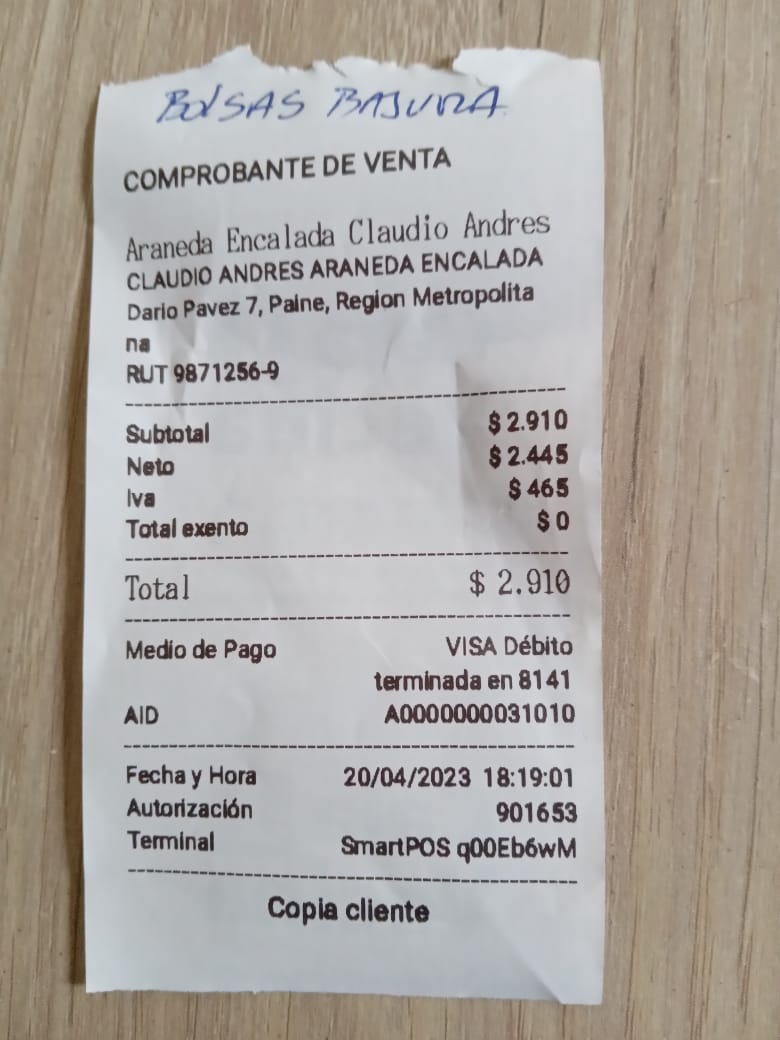 BOLSAS BASURA
COMPROBANTE DE VENTA
Araneda Encalada Claudio Andres
CLAUDIO ANDRES ARANEDA ENCALADA
Dario Pavez 7, Paine, Region Metropolita
na
RUT 9871256-9
Subtotal $ 2.910
Neto $ 2.445
Iva $ 465
Total exento $ 0
Total $ 2.910
Medio de Pago VISA Débito
terminada en 8141
AID A0000000031010
Fecha y Hora 20/04/2023 18:19:01
Autorización 901653
Terminal SmartPOS q00Eb6wM
Copia cliente